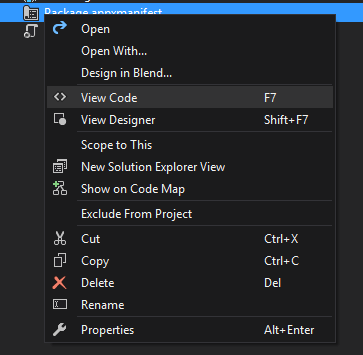 Package.appxmanifest
Open
Open With...
Design in Blend...
View Code F7
View Designer Shift+F7
Scope to This
New Solution Explorer View
Show on Code Map
Exclude From Project
Cut Ctrl+X
Copy Ctrl+C
Delete Del
Rename
Properties Alt+Enter